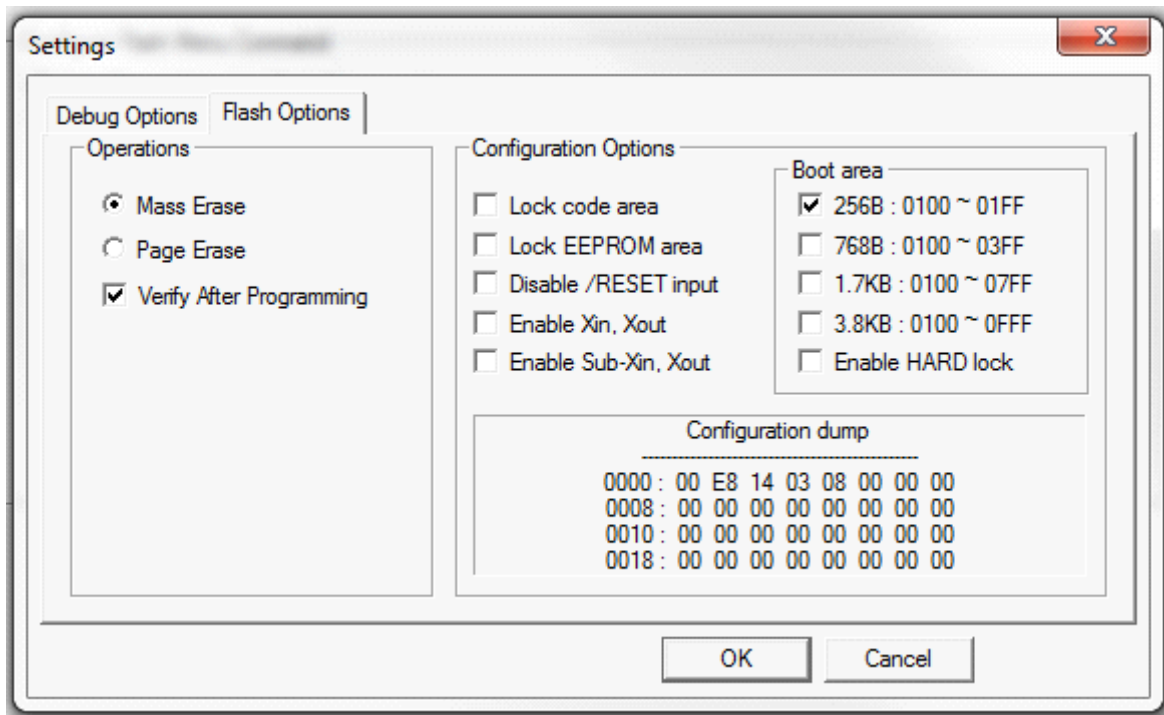 Settings
Debug Options
Flash Options
Operations
Mass Erase
Page Erase
Verify After Programming
Configuration Options
Lock code area
Lock EEPROM area
Disable /RESET input
Enable Xin, Xout
Enable Sub-Xin, Xout
Boot area
256B : 0100 ~ 01FF
768B : 0100 ~ 03FF
1.7KB : 0100 ~ 07FF
3.8KB : 0100 ~ 0FFF
Enable HARD lock
Configuration dump
0000 : 00 E8 14 03 08 00 00 00
0008 : 00 00 00 00 00 00 00 00
0010 : 00 00 00 00 00 00 00 00
0018 : 00 00 00 00 00 00 00 00
OK
Cancel